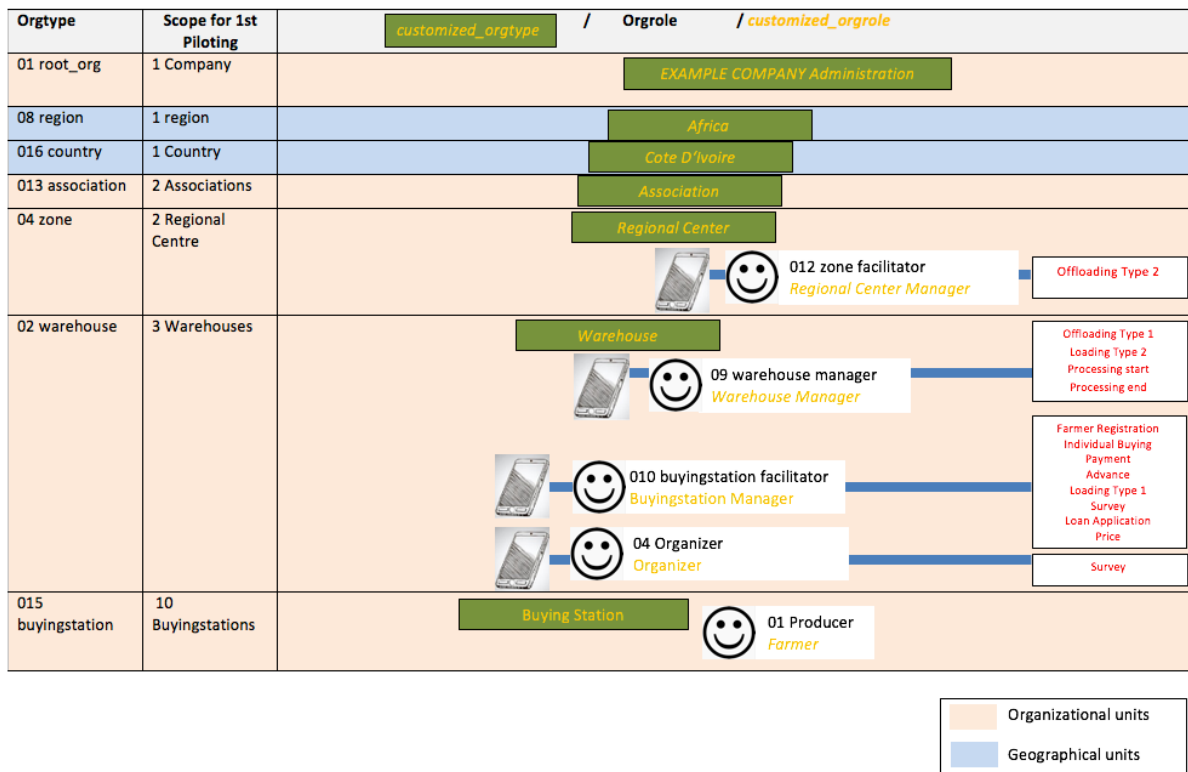 Orgtype
Scope for 1st
Piloting
customized_orgtype
/ Orgrole / customized_orgrole
01 root_org
1 Company
EXAMPLE COMPANY Administration
08 region
1 region
Africa
016 country
1 Country
Cote D'Ivoire
013 association
2 Associations
Association
04 zone
2 Regional
Centre
Regional Center
012 zone facilitator
Regional Center Manager
Offloading Type 2
02 warehouse
3 Warehouses
Warehouse
09 warehouse manager
Warehouse Manager
Offloading Type 1
Loading Type 2
Processing start
Processing end
010 buyingstation facilitator
Buyingstation Manager
Farmer Registration
Individual Buying
Payment
Advance
Loading Type 1
Survey
Loan Application
Price
04 Organizer
Organizer
Survey
015
buyingstation
10
Buyingstations
Buying Station
01 Producer
Farmer
Organizational units
Geographical units